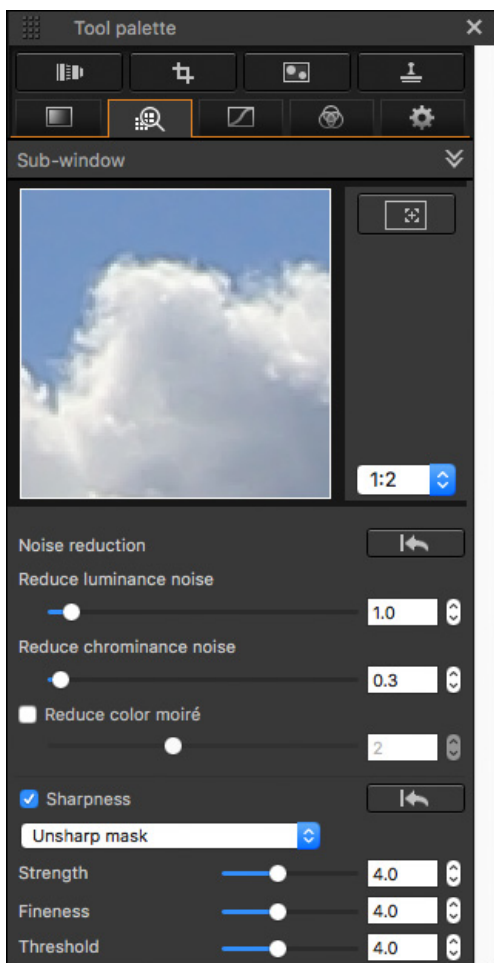 Tool palette
Sub-window
1:2
Noise reduction
Reduce luminance noise
1.0
Reduce chrominance noise
0.3
Reduce color moiré
2
Sharpness
Unsharp mask
Strength 4.0
Fineness 4.0
Threshold 4.0